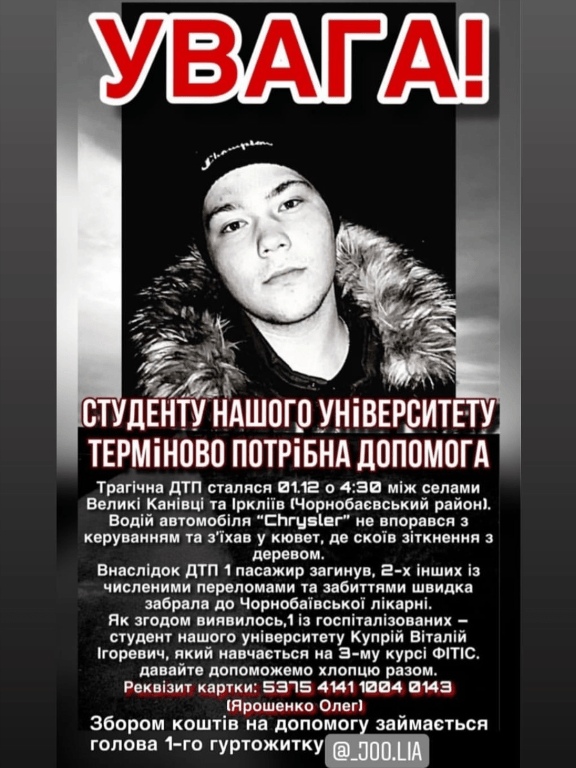 УВАГА!
Champion
СТУДЕНТУ НАШОГО УНіВЕРСИТЕТУ
ТЕРМіНОВО ПОТРіБНА ДОПОМОГА
Трагічна ДТП сталяся 01.12 о 4:30 між селами
Великі Канівці та Іркліїв (Чорнобаєвський район).
Водій автомобіля “Chrysler” не впорався з
керуванням та з’їхав у кювет, де скоїв зіткнення з
деревом.
Внаслідок ДТП 1 пасажир загинув, 2-х інших із
численими переломами та забиттями швидка
забрала до Чорнобаївської лікарні.
Як згодом виявилось,1 із госпіталізованих –
студент нашого університету Купрій Віталій
Ігоревич, який навчається на 3-му курсі ФІТІС.
давайте допоможемо хлопцю разом.
Реквізит картки: 5375 4141 1004 0143
(Ярошенко Олег)
Збором коштів на допомогу займається
голова 1-го гуртожитку @_JOO.LIA